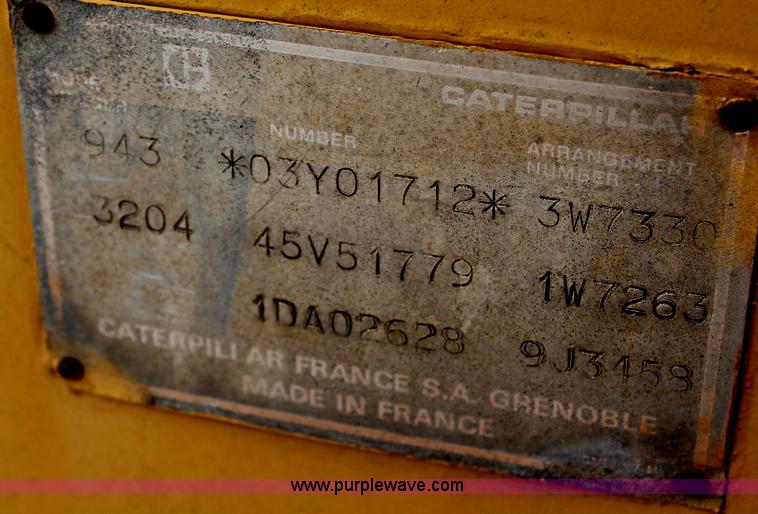 CATERPILLAR
NUMBER
ARRANGEMENT
NUMBER
943 *03Y01712* 3W7330
3204 45V51779 1W7263
1DA02628 9J3458
CATERPILLAR FRANCE S.A. GRENOBLE
MADE IN FRANCE
www.purplewave.com